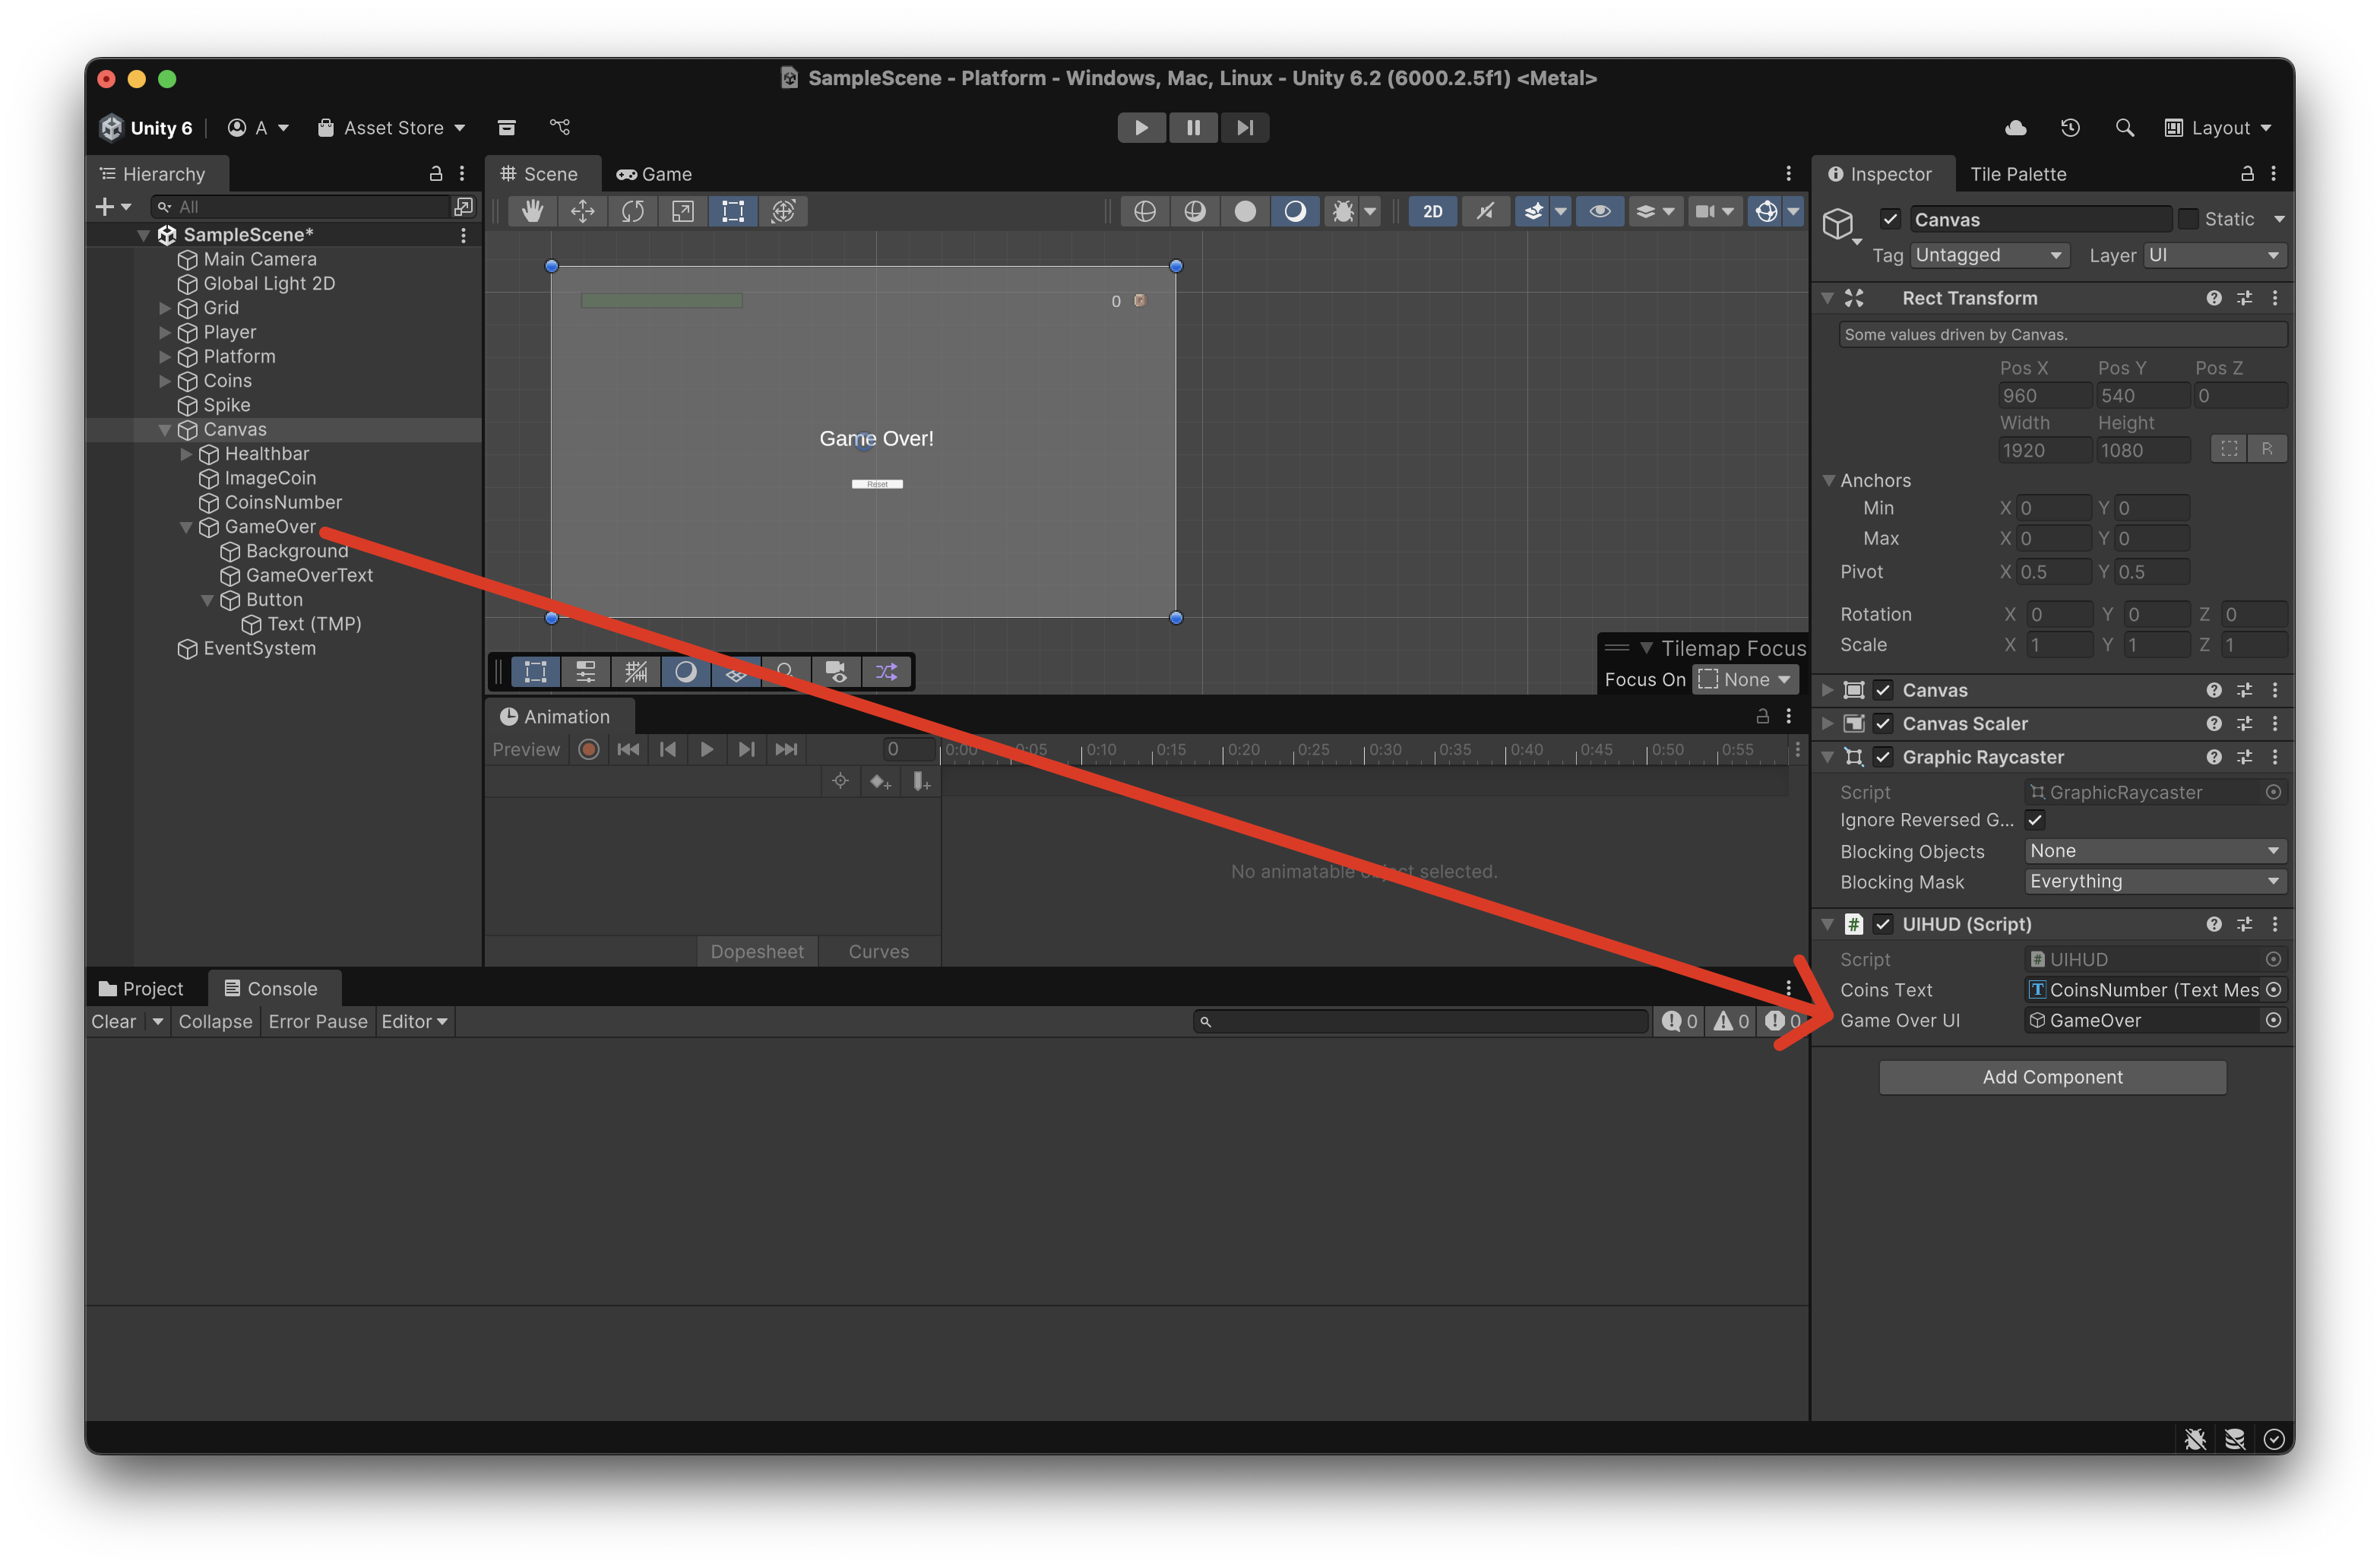 SampleScene - Platform - Windows, Mac, Linux - Unity 6.2 (6000.2.5f1) <Metal>
Unity 6 A Asset Store Layout
Hierarchy
All
SampleScene*
Main Camera
Global Light 2D
Grid
Player
Platform
Coins
Spike
Canvas
Healthbar
ImageCoin
CoinsNumber
GameOver
Background
GameOverText
Button
Text (TMP)
EventSystem
Scene Game
2D
0
Game Over!
Reset
Tilemap Focus
Focus On None
Animation
Preview 0 0:00 0:05 0:10 0:15 0:20 0:25 0:30 0:35 0:40 0:45 0:50 0:55
No animatable object selected.
Dopesheet Curves
Project Console
Clear Collapse Error Pause Editor 0 0 0
Inspector Tile Palette
Canvas Static
Tag Untagged Layer UI
Rect Transform
Some values driven by Canvas.
Pos X Pos Y Pos Z
960 540 0
Width Height
1920 1080 R
Anchors
Min X 0 Y 0
Max X 0 Y 0
Pivot X 0.5 Y 0.5
Rotation X 0 Y 0 Z 0
Scale X 1 Y 1 Z 1
Canvas
Canvas Scaler
Graphic Raycaster
Script GraphicRaycaster
Ignore Reversed G...
Blocking Objects None
Blocking Mask Everything
# UIHUD (Script)
Script # UIHUD
Coins Text T CoinsNumber (Text Mes
Game Over UI GameOver
Add Component